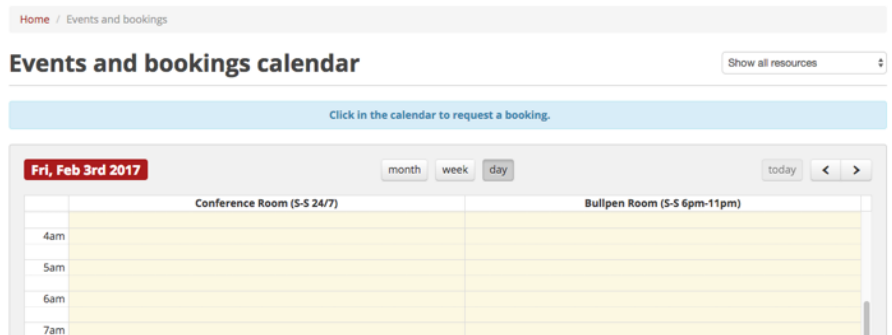 Home / Events and bookings
Events and bookings calendar
Show all resources
Click in the calendar to request a booking.
Fri, Feb 3rd 2017
month week day
today < >
Conference Room (S-S 24/7) Bullpen Room (S-S 6pm-11pm)
4am
5am
6am
7am